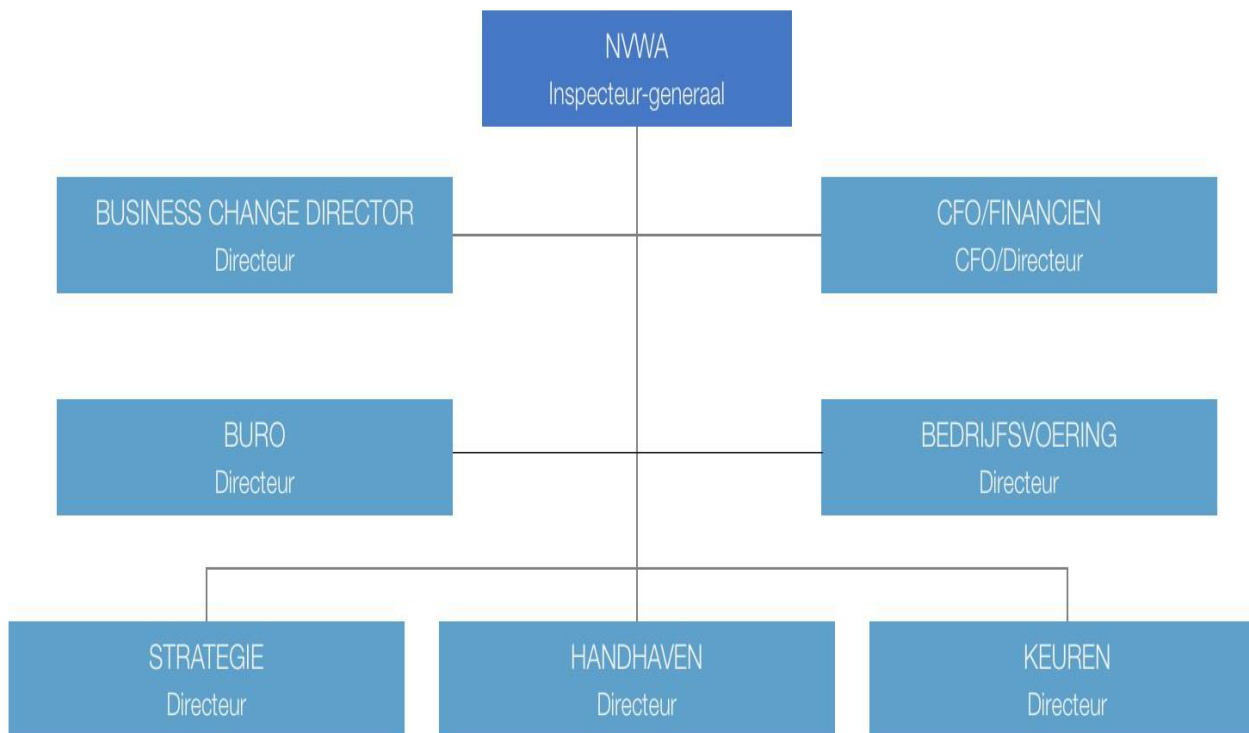 NVWA
Inspecteur-generaal
BUSINESS CHANGE DIRECTOR
Directeur
CFO/FINANCIEN
CFO/Directeur
BURO
Directeur
BEDRIJFSVOERING
Directeur
STRATEGIE
Directeur
HANDHAVEN
Directeur
KEUREN
Directeur